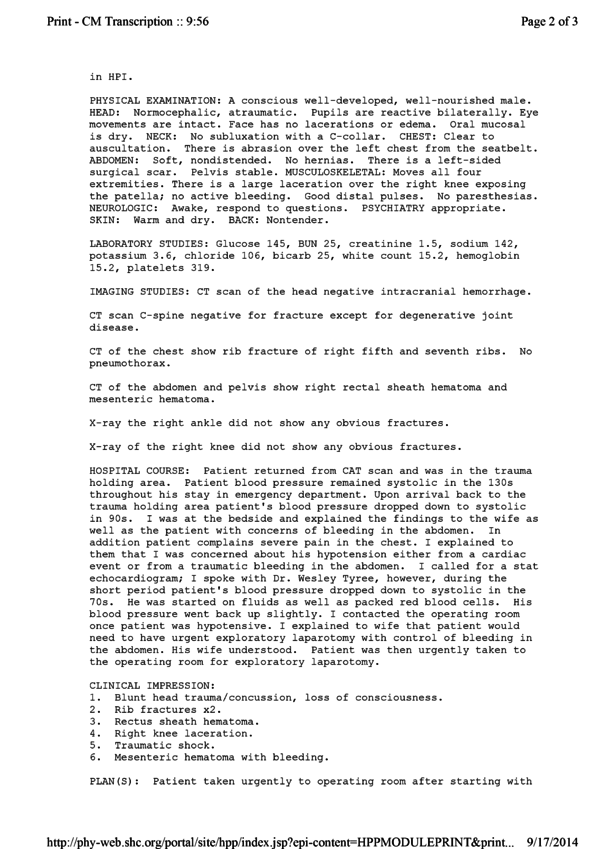 Print - CM Transcription :: 9:56 Page 2 of 3
in HPI.
PHYSICAL EXAMINATION: A conscious well-developed, well-nourished male.
HEAD: Normocephalic, atraumatic. Pupils are reactive bilaterally. Eye
movements are intact. Face has no lacerations or edema. Oral mucosal
is dry. NECK: No subluxation with a C-collar. CHEST: Clear to
auscultation. There is abrasion over the left chest from the seatbelt.
ABDOMEN: Soft, nondistended. No hernias. There is a left-sided
surgical scar. Pelvis stable. MUSCULOSKELETAL: Moves all four
extremities. There is a large laceration over the right knee exposing
the patella; no active bleeding. Good distal pulses. No paresthesias.
NEUROLOGIC: Awake, respond to questions. PSYCHIATRY appropriate.
SKIN: Warm and dry. BACK: Nontender.
LABORATORY STUDIES: Glucose 145, BUN 25, creatinine 1.5, sodium 142,
potassium 3.6, chloride 106, bicarb 25, white count 15.2, hemoglobin
15.2, platelets 319.
IMAGING STUDIES: CT scan of the head negative intracranial hemorrhage.
CT scan C-spine negative for fracture except for degenerative joint
disease.
CT of the chest show rib fracture of right fifth and seventh ribs. No
pneumothorax.
CT of the abdomen and pelvis show right rectal sheath hematoma and
mesenteric hematoma.
X-ray the right ankle did not show any obvious fractures.
X-ray of the right knee did not show any obvious fractures.
HOSPITAL COURSE: Patient returned from CAT scan and was in the trauma
holding area. Patient blood pressure remained systolic in the 130s
throughout his stay in emergency department. Upon arrival back to the
trauma holding area patient's blood pressure dropped down to systolic
in 90s. I was at the bedside and explained the findings to the wife as
well as the patient with concerns of bleeding in the abdomen. In
addition patient complains severe pain in the chest. I explained to
them that I was concerned about his hypotension either from a cardiac
event or from a traumatic bleeding in the abdomen. I called for a stat
echocardiogram; I spoke with Dr. Wesley Tyree, however, during the
short period patient's blood pressure dropped down to systolic in the
70s. He was started on fluids as well as packed red blood cells. His
blood pressure went back up slightly. I contacted the operating room
once patient was hypotensive. I explained to wife that patient would
need to have urgent exploratory laparotomy with control of bleeding in
the abdomen. His wife understood. Patient was then urgently taken to
the operating room for exploratory laparotomy.
CLINICAL IMPRESSION:
1. Blunt head trauma/concussion, loss of consciousness.
2. Rib fractures x2.
3. Rectus sheath hematoma.
4. Right knee laceration.
5. Traumatic shock.
6. Mesenteric hematoma with bleeding.
PLAN(S): Patient taken urgently to operating room after starting with
http://phy-web.shc.org/portal/site/hpp/index.jsp?epi-content=HPPMODULEPRINT&print... 9/17/2014